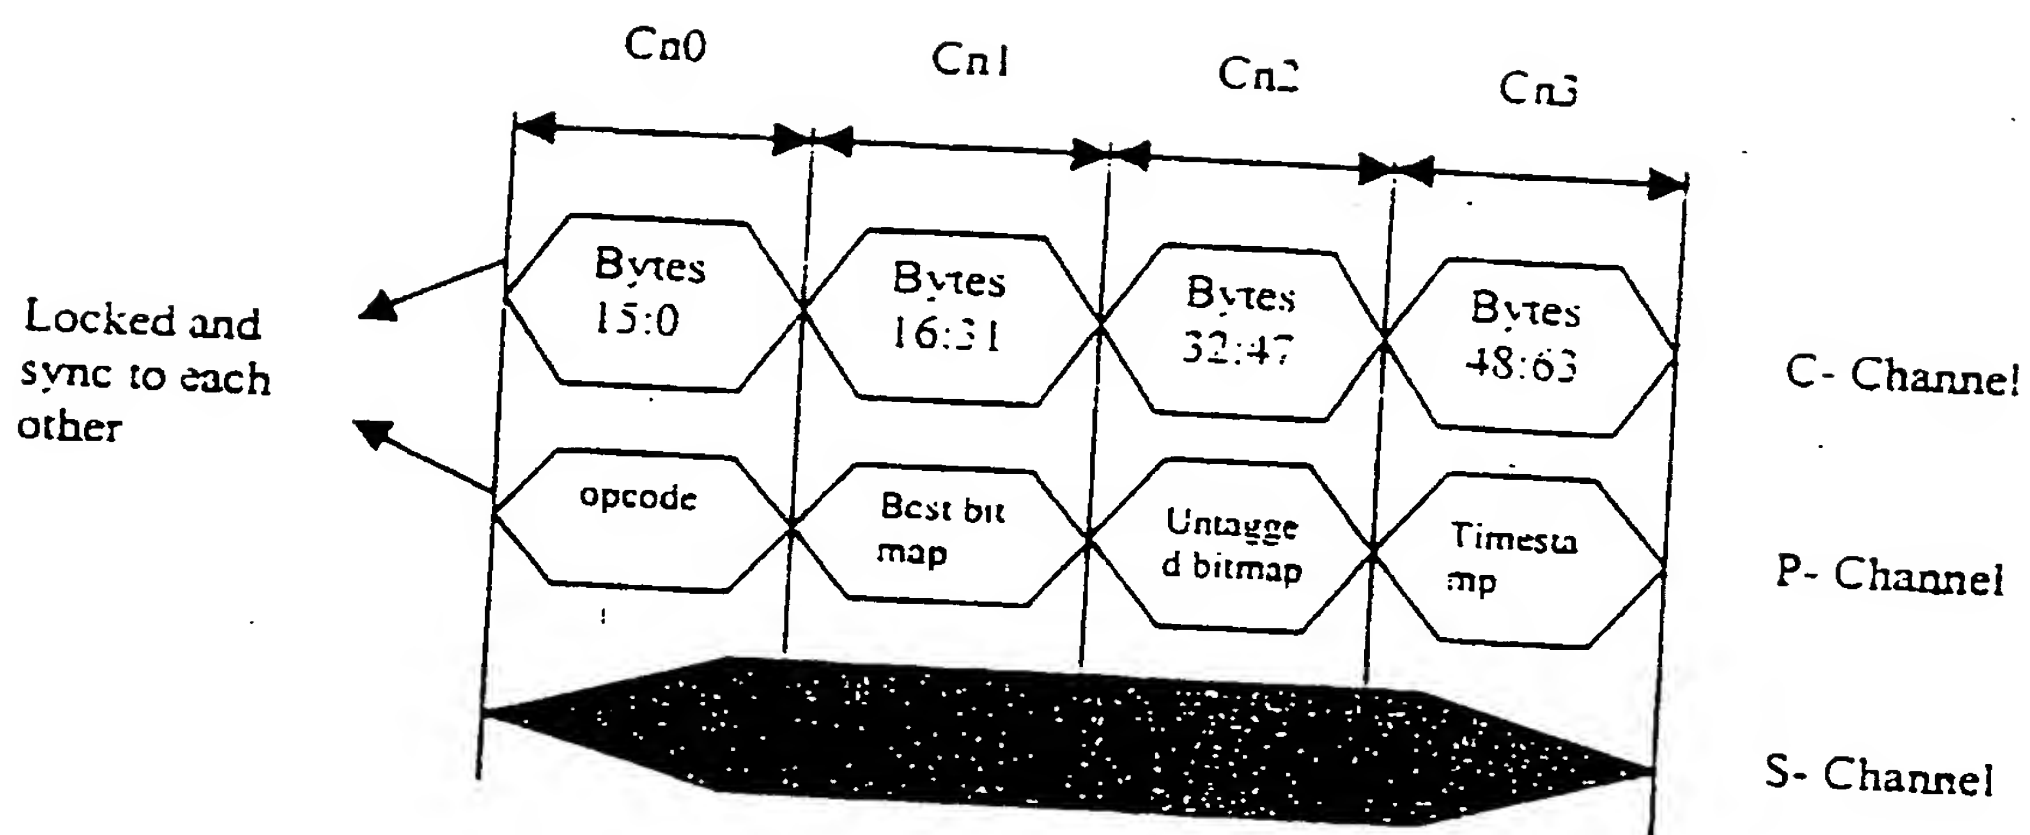 Cn0 Cn1 Cn2 Cn3
Bytes
15:0
Bytes
16:31
Bytes
32:47
Bytes
48:63
C- Channel
Locked and
sync to each
other
opcode
Best bit
map
Untagge
d bitmap
Timesta
mp
P- Channel
S- Channel